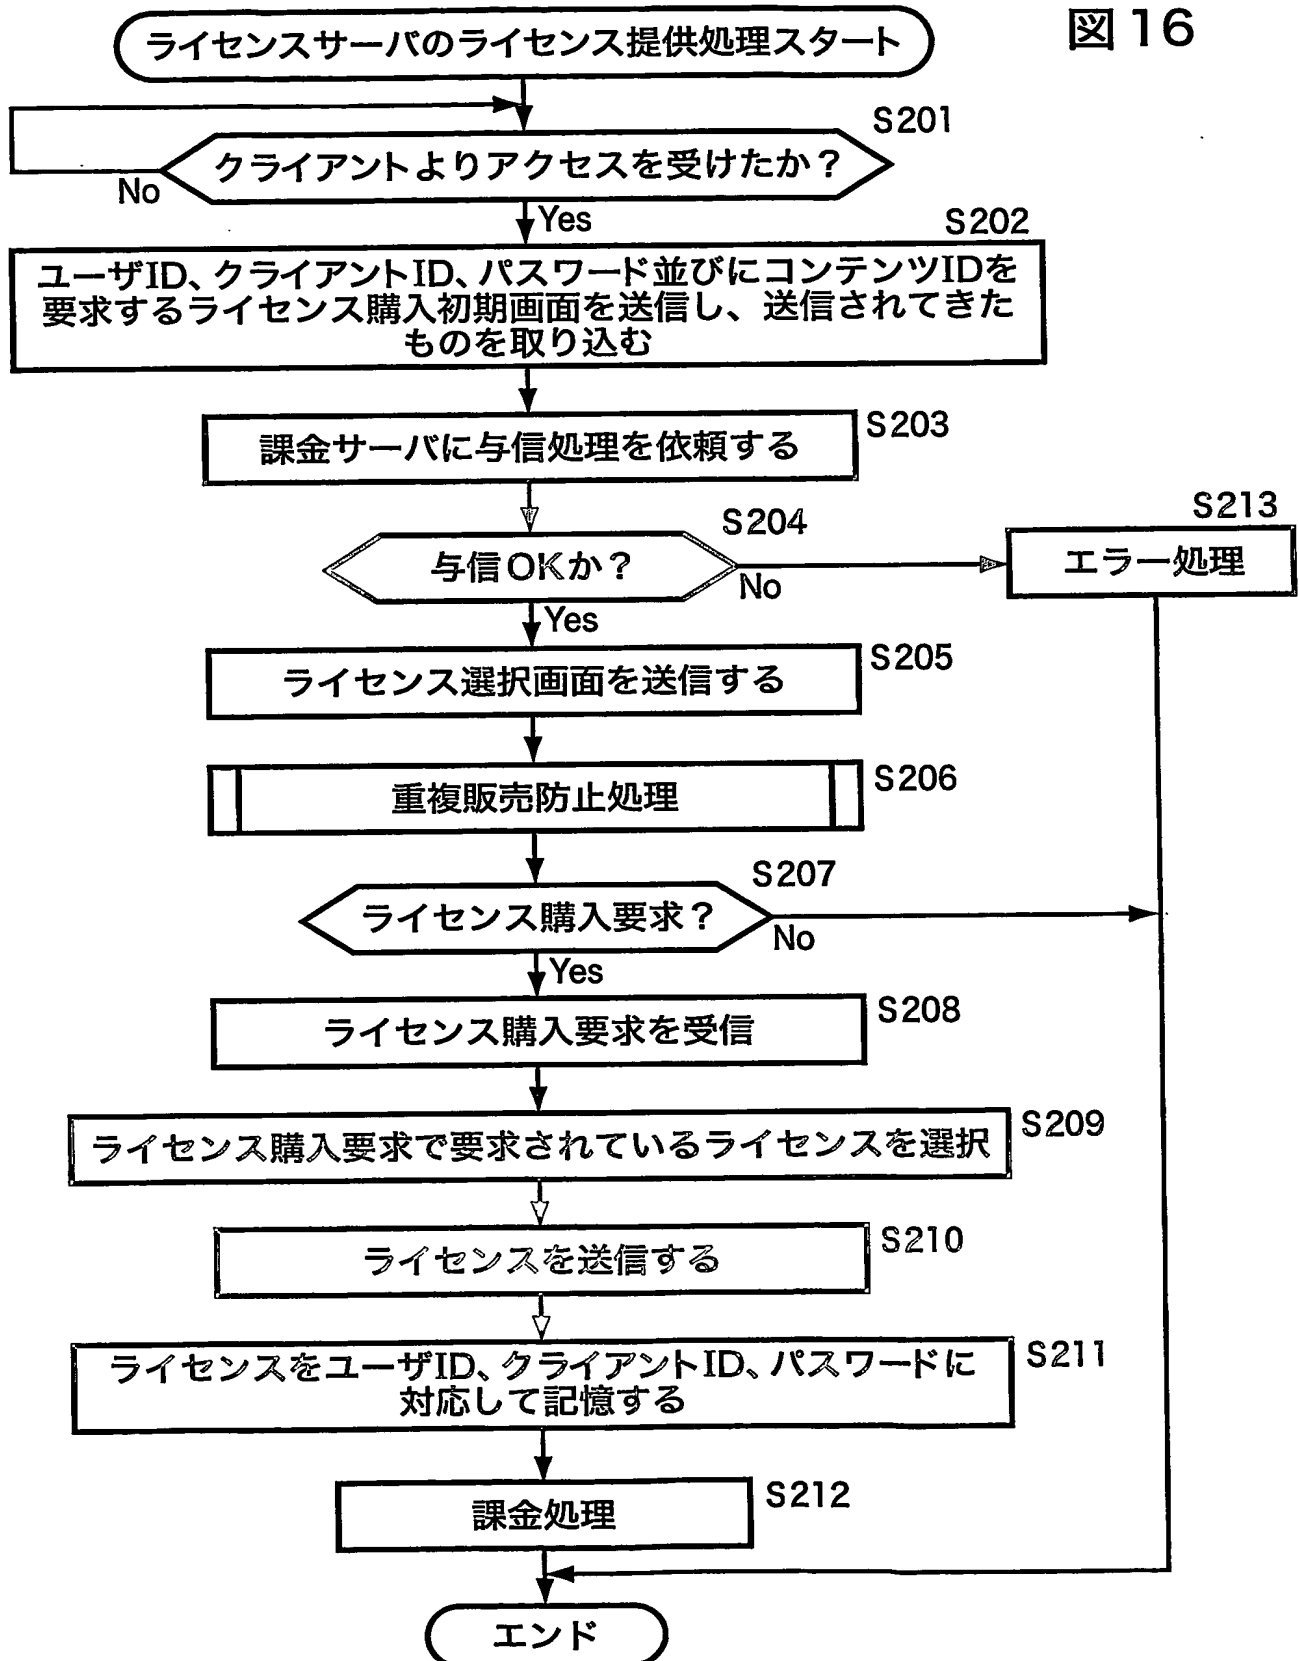 図16
ライセンスサーバのライセンス提供処理スタート
S201
クライアントよりアクセスを受けたか？
No
Yes
S202
ユーザID、クライアントID、パスワード並びにコンテンツIDを
要求するライセンス購入初期画面を送信し、送信されてきた
ものを取り込む
S203
課金サーバに与信処理を依頼する
S204
与信OKか？
No
Yes
S213
エラー処理
S205
ライセンス選択画面を送信する
S206
重複販売防止処理
S207
ライセンス購入要求？
No
Yes
S208
ライセンス購入要求を受信
S209
ライセンス購入要求で要求されているライセンスを選択
S210
ライセンスを送信する
S211
ライセンスをユーザID、クライアントID、パスワードに
対応して記憶する
S212
課金処理
エンド